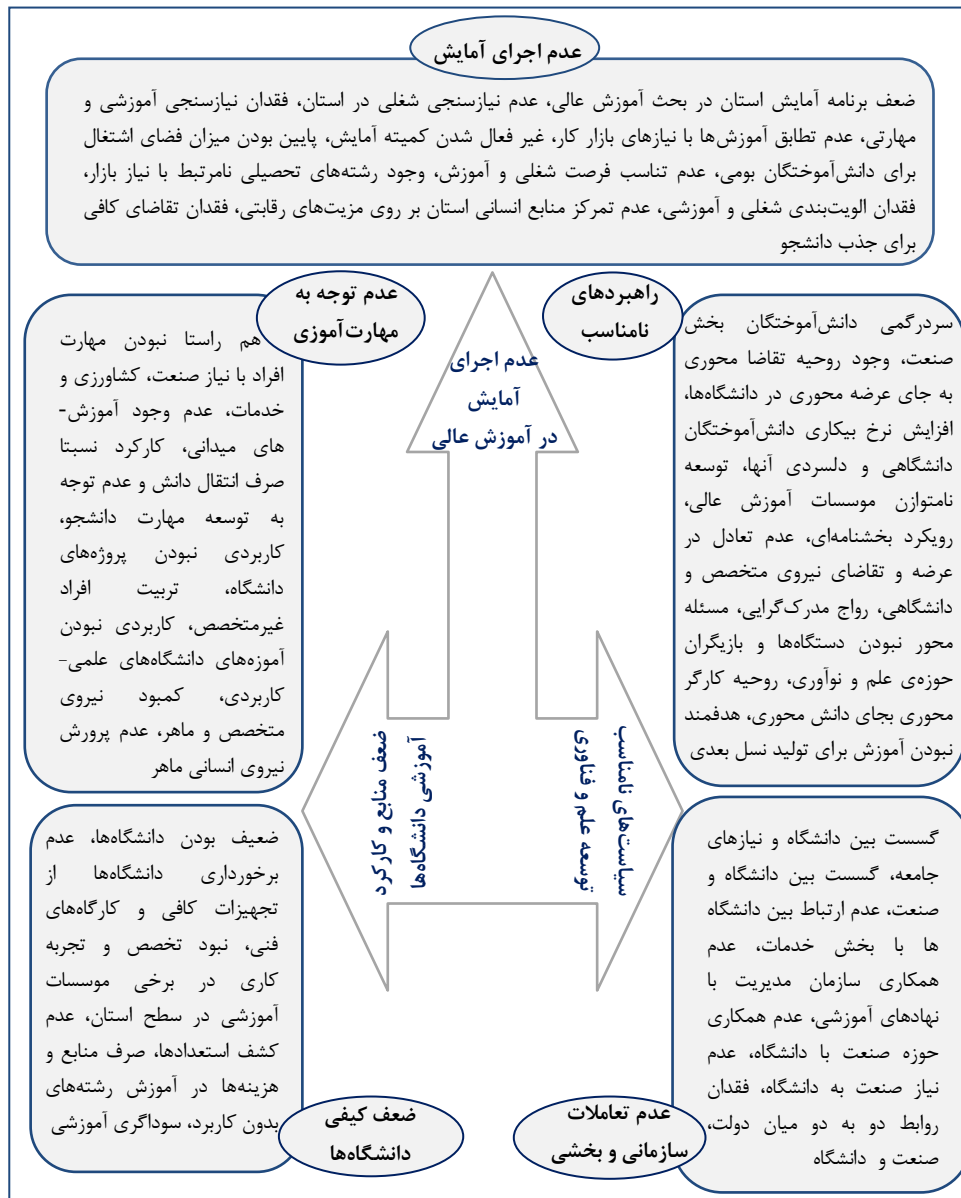 عدم اجرای آمایش
ضعف برنامه آمایش استان در بحث آموزش عالی، عدم نیازسنجی شغلی در استان، فقدان نیازسنجی آموزشی و
مهارتی، عدم تطابق آموزش‌ها با نیازهای بازار کار، غیر فعال شدن کمیته آمایش، پایین بودن میزان فضای اشتغال
برای دانش‌آموختگان بومی، عدم تناسب فرصت شغلی و آموزش، وجود رشته‌های تحصیلی نامرتبط با نیاز بازار،
فقدان الویت‌بندی شغلی و آموزشی، عدم تمرکز منابع انسانی استان بر روی مزیت‌های رقابتی، فقدان تقاضای کافی
برای جذب دانشجو
راهبردهای
نامناسب
سردرگمی دانش‌آموختگان بخش
صنعت، وجود روحیه تقاضا محوری
به جای عرضه محوری در دانشگاه‌ها،
افزایش نرخ بیکاری دانش‌آموختگان
دانشگاهی و دلسردی آنها، توسعه
نامتوازن موسسات آموزش عالی،
رویکرد بخشنامه‌ای، عدم تعادل در
عرضه و تقاضای نیروی متخصص و
دانشگاهی، رواج مدرک‌گرایی، مسئله
محور نبودن دستگاه‌ها و بازیگران
حوزه‌ی علم و نوآوری، روحیه کارگر
محوری بجای دانش محوری، هدفمند
نبودن آموزش برای تولید نسل بعدی
عدم توجه به
مهارت‌آموزی
هم راستا نبودن مهارت
افراد با نیاز صنعت، کشاورزی و
خدمات، عدم وجود آموزش-
های میدانی، کارکرد نسبتا
صرف انتقال دانش و عدم توجه
به توسعه مهارت دانشجو،
کاربردی نبودن پروژه‌های
دانشگاه، تربیت افراد
غیرمتخصص، کاربردی نبودن
آموزه‌های دانشگاه‌های علمی-
کاربردی، کمبود نیروی
متخصص و ماهر، عدم پرورش
نیروی انسانی ماهر
عدم اجرای
آمایش
در آموزش عالی
سیاست‌های نامناسب
توسعه علم و فناوری
ضعف منابع و کارکرد
آموزشی دانشگاه‌ها
گسست بین دانشگاه و نیازهای
جامعه، گسست بین دانشگاه و
صنعت، عدم ارتباط بین دانشگاه
ها با بخش خدمات، عدم
همکاری سازمان مدیریت با
نهادهای آموزشی، عدم همکاری
حوزه صنعت با دانشگاه، عدم
نیاز صنعت به دانشگاه، فقدان
روابط دو به دو میان دولت،
صنعت و دانشگاه
عدم تعاملات
سازمانی و بخشی
ضعیف بودن دانشگاه‌ها، عدم
برخورداری دانشگاه‌ها از
تجهیزات کافی و کارگاه‌های
فنی، نبود تخصص و تجربه
کاری در برخی موسسات
آموزشی در سطح استان، عدم
کشف استعدادها، صرف منابع و
هزینه‌ها در آموزش رشته‌های
بدون کاربرد، سوداگری آموزشی
ضعف کیفی
دانشگاه‌ها